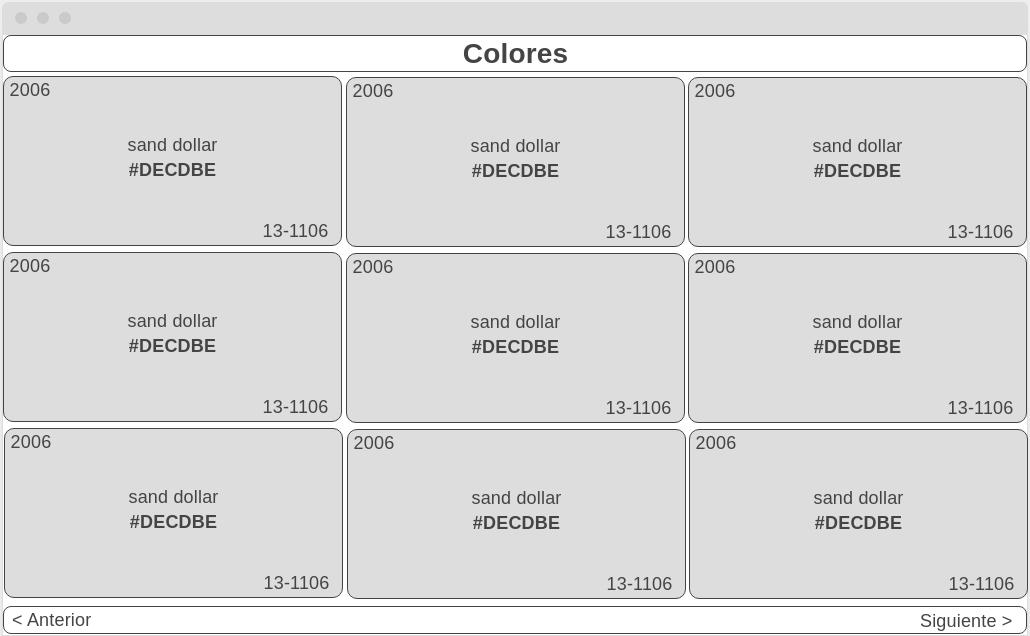 Colores
2006
sand dollar
#DECDBE
13-1106
2006
sand dollar
#DECDBE
13-1106
2006
sand dollar
#DECDBE
13-1106
2006
sand dollar
#DECDBE
13-1106
2006
sand dollar
#DECDBE
13-1106
2006
sand dollar
#DECDBE
13-1106
2006
sand dollar
#DECDBE
13-1106
2006
sand dollar
#DECDBE
13-1106
2006
sand dollar
#DECDBE
13-1106
< Anterior
Siguiente >